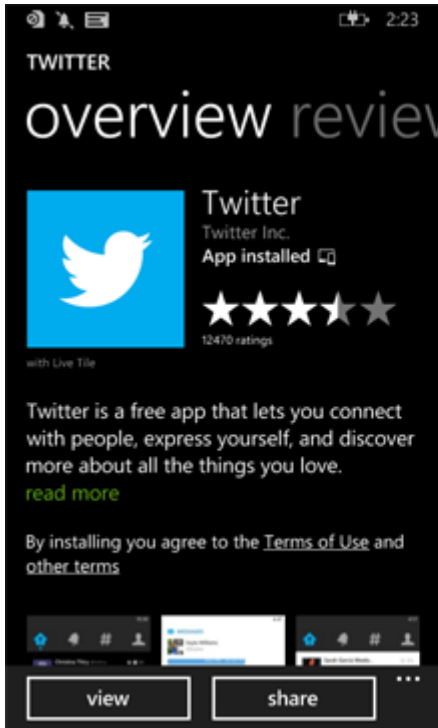 2:23
TWITTER
overview review
Twitter
Twitter Inc.
App installed
12470 ratings
with Live Tile
Twitter is a free app that lets you connect
with people, express yourself, and discover
more about all the things you love.
read more
By installing you agree to the Terms of Use and
other terms
view
share